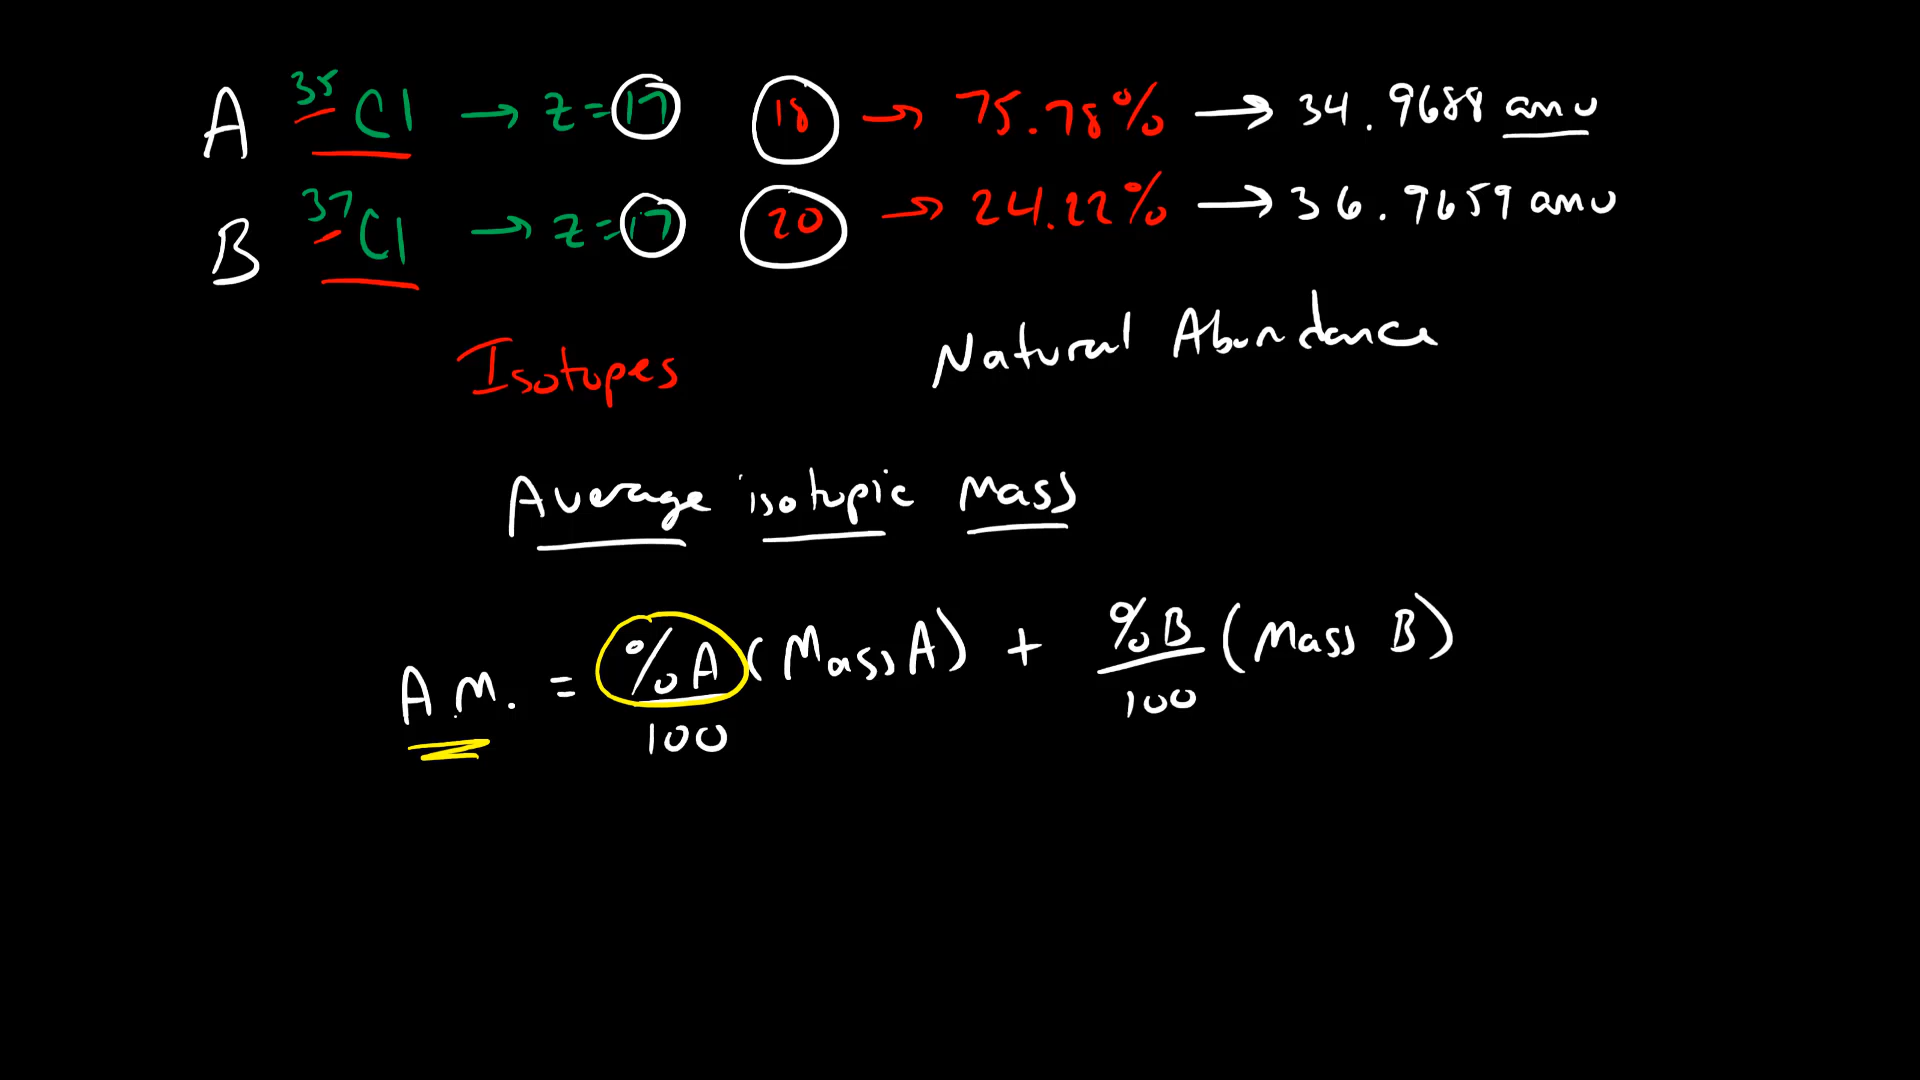 A ³⁵Cl → z=17 18 → 75.78% → 34.9688 amu
B ³⁷Cl → z=17 20 → 24.22% → 36.9659 amu
Isotopes Natural Abundance
Average isotopic Mass
A.M. = %A/100 (Mass A) + %B/100 (Mass B)